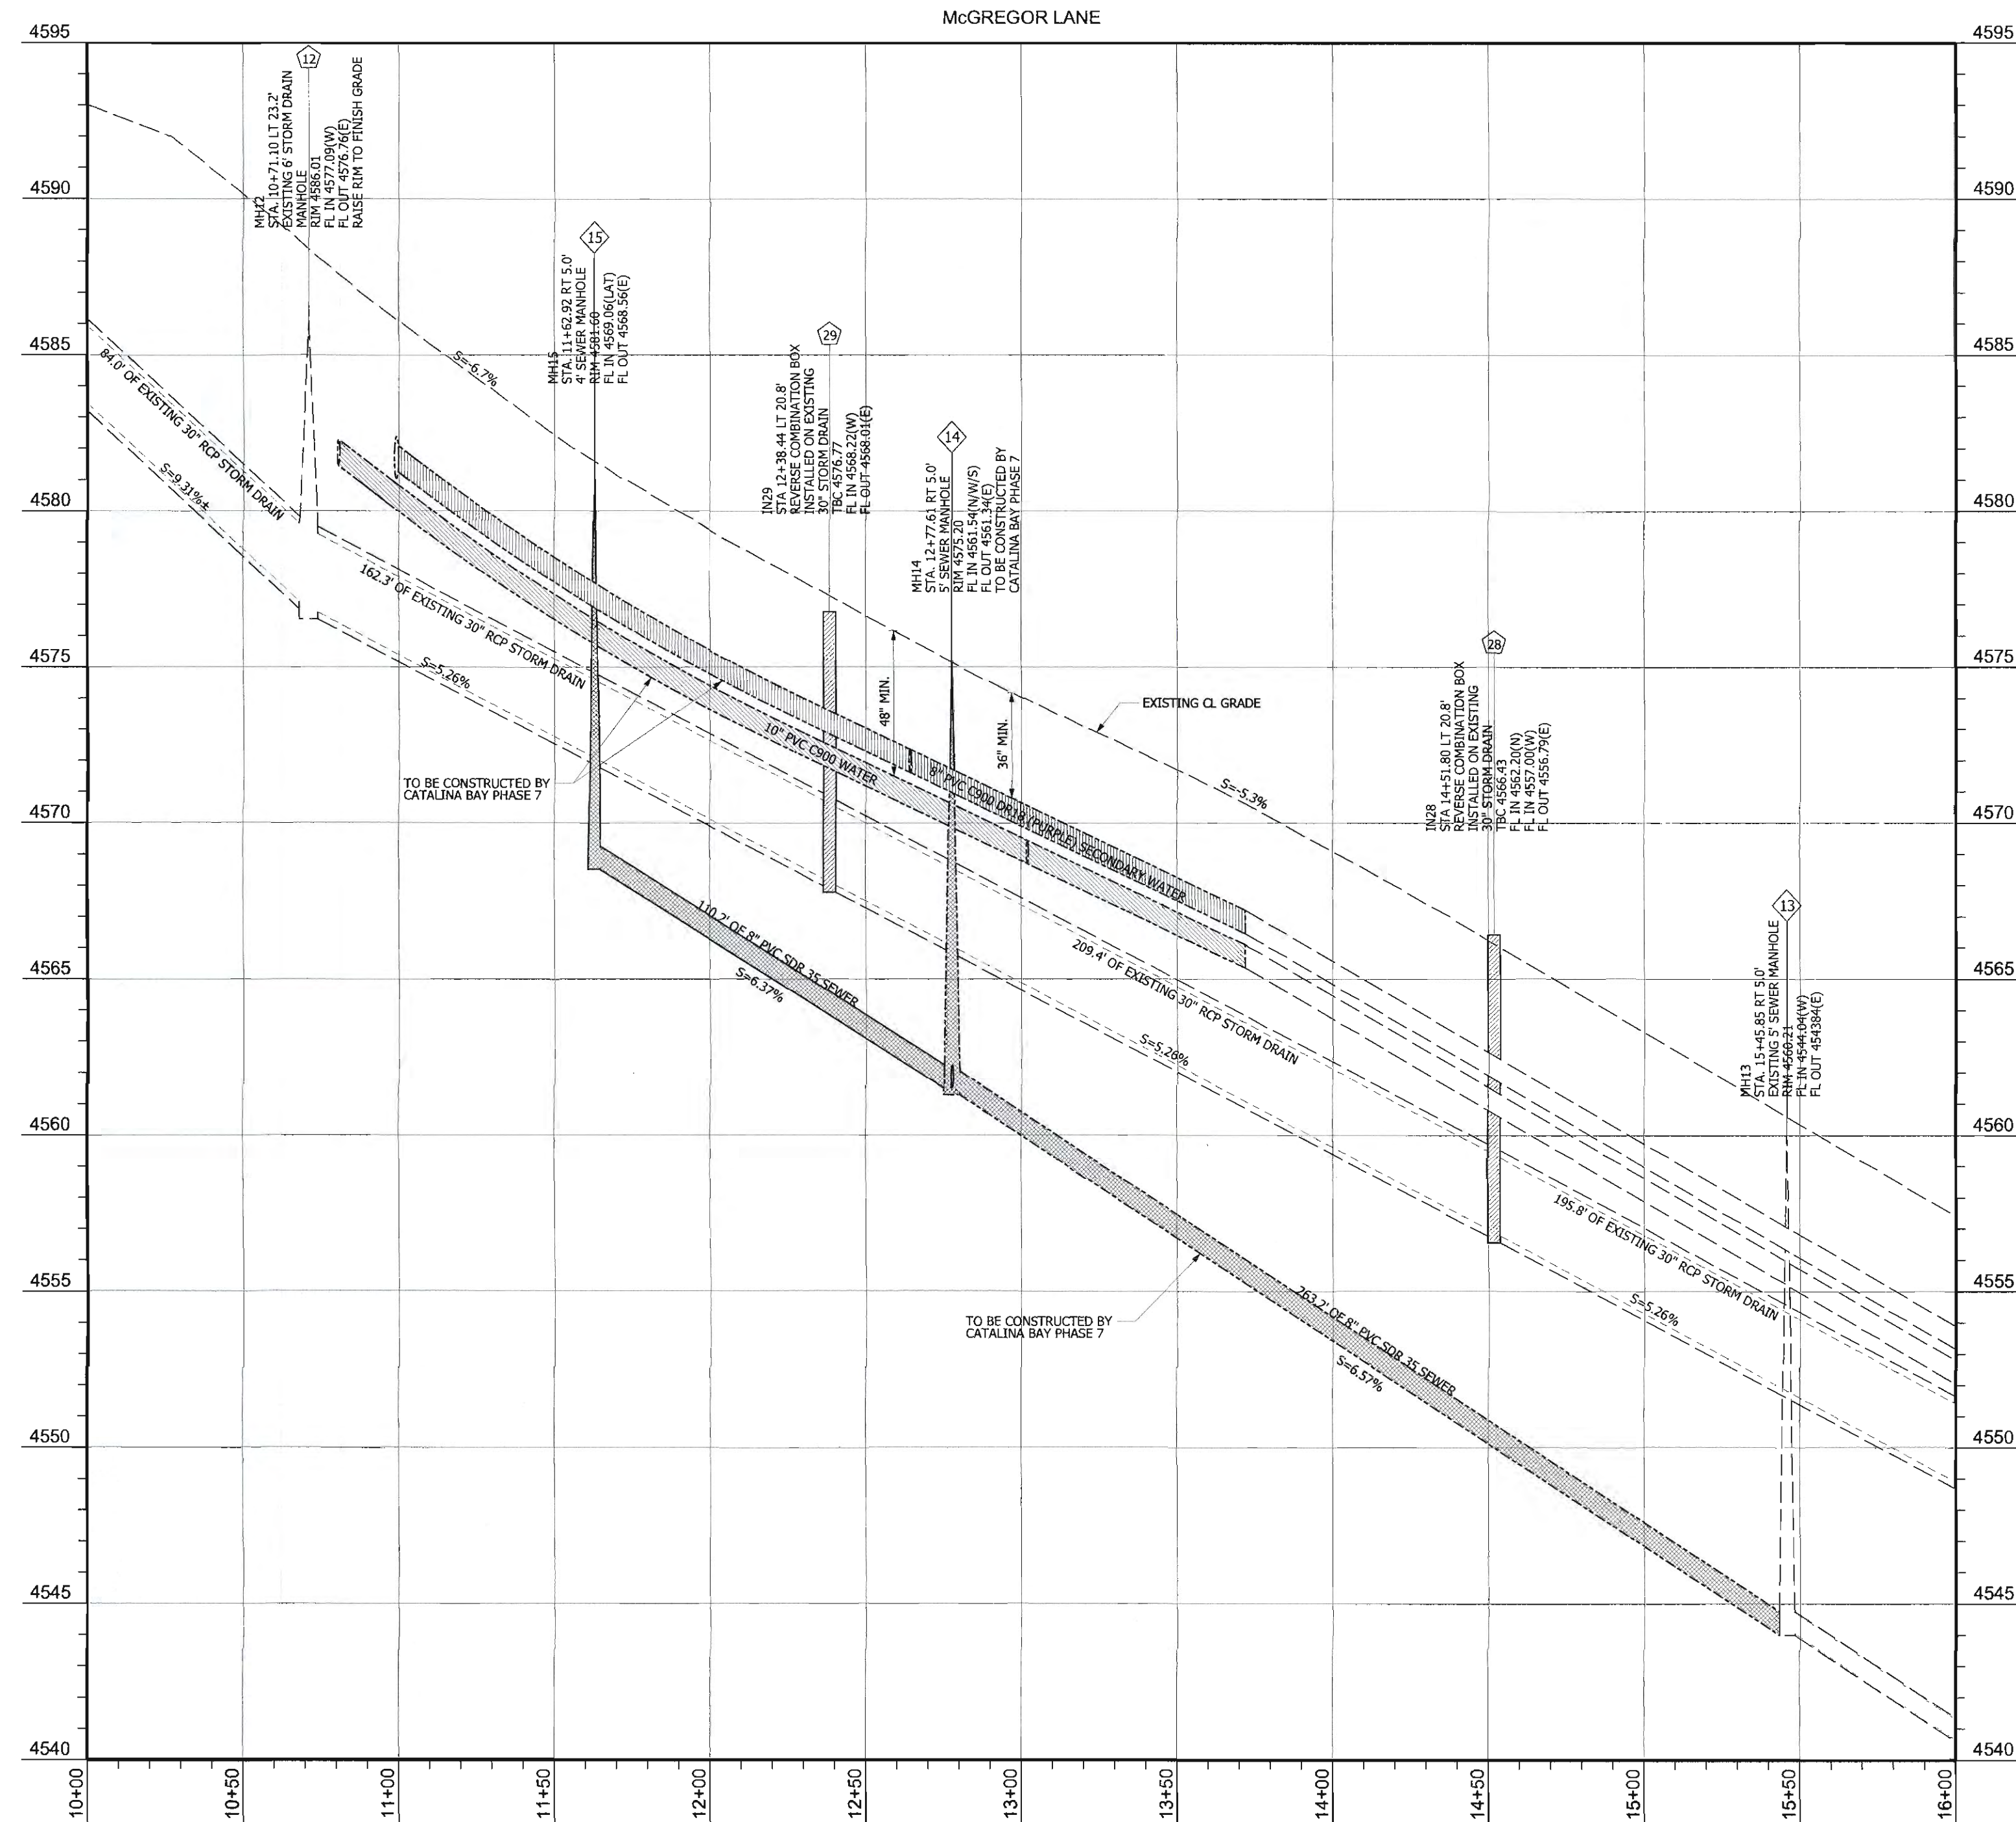 McGREGOR LANE
4595
4595
4590
4590
4585
4585
4580
4580
4575
4575
4570
4570
4565
4565
4560
4560
4555
4555
4550
4550
4545
4545
4540
4540
12
MH12
STA. 10+71.10 LT 23.2'
EXISTING 6' STORM DRAIN
MANHOLE
RIM 4586.01
FL IN 4577.09(W)
FL OUT 4576.76(E)
RAISE RIM TO FINISH GRADE
15
MH15
STA. 11+62.92 RT 5.0'
4' SEWER MANHOLE
RIM 4581.60
FL IN 4569.06(LAT)
FL OUT 4568.56(E)
29
IN29
STA 12+38.44 LT 20.8'
REVERSE COMBINATION BOX
INSTALLED ON EXISTING
30" STORM DRAIN
TBC 4576.77
FL IN 4568.22(W)
FL OUT 4568.01(E)
14
MH14
STA. 12+77.61 RT 5.0'
5' SEWER MANHOLE
RIM 4575.20
FL IN 4561.54(N/W/S)
FL OUT 4561.34(E)
TO BE CONSTRUCTED BY
CATALINA BAY PHASE 7
28
IN28
STA 14+51.80 LT 20.8'
REVERSE COMBINATION BOX
INSTALLED ON EXISTING
30" STORM DRAIN
TBC 4566.43
FL IN 4562.20(N)
FL IN 4557.00(W)
FL OUT 4556.79(E)
13
MH13
STA. 15+45.85 RT 5.0'
EXISTING 5' SEWER MANHOLE
RIM 4560.21
FL IN 4544.04(W)
FL OUT 454384(E)
84.0' OF EXISTING 30" RCP STORM DRAIN
S=9.31%±
S=-6.7%
162.3' OF EXISTING 30" RCP STORM DRAIN
S=5.26%
48" MIN.
36" MIN.
EXISTING CL GRADE
10" PVC C900 WATER
8" PVC C900 DR18 (PURPLE) SECONDARY WATER
TO BE CONSTRUCTED BY
CATALINA BAY PHASE 7
S=-5.3%
110.2' OF 8" PVC SDR 35 SEWER
S=6.37%
209.4' OF EXISTING 30" RCP STORM DRAIN
S=5.26%
195.8' OF EXISTING 30" RCP STORM DRAIN
S=5.26%
TO BE CONSTRUCTED BY
CATALINA BAY PHASE 7
263.2' OF 8" PVC SDR 35 SEWER
S=6.57%
10+00
10+50
11+00
11+50
12+00
12+50
13+00
13+50
14+00
14+50
15+00
15+50
16+00